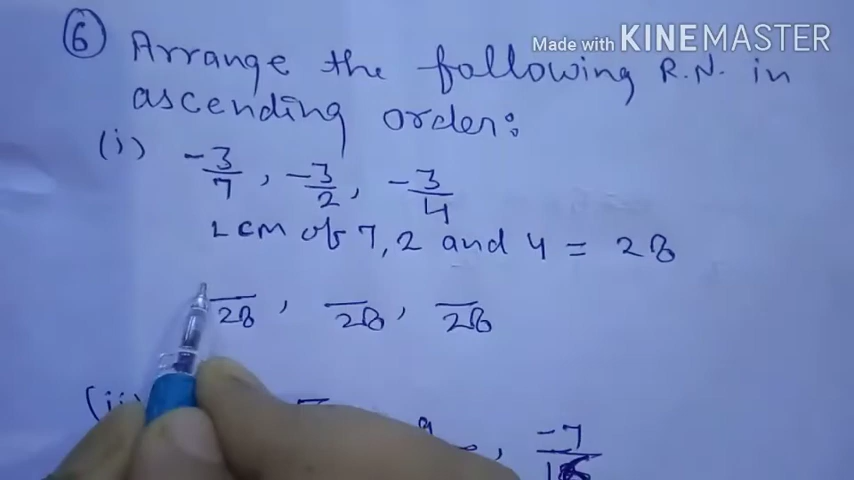 Made with KINEMASTER
⑥ Arrange the following R.N. in
ascending order:
(i) -3/7, -3/2, -3/4
LCM of 7, 2 and 4 = 28
/28, /28, /28
(ii) , -7/